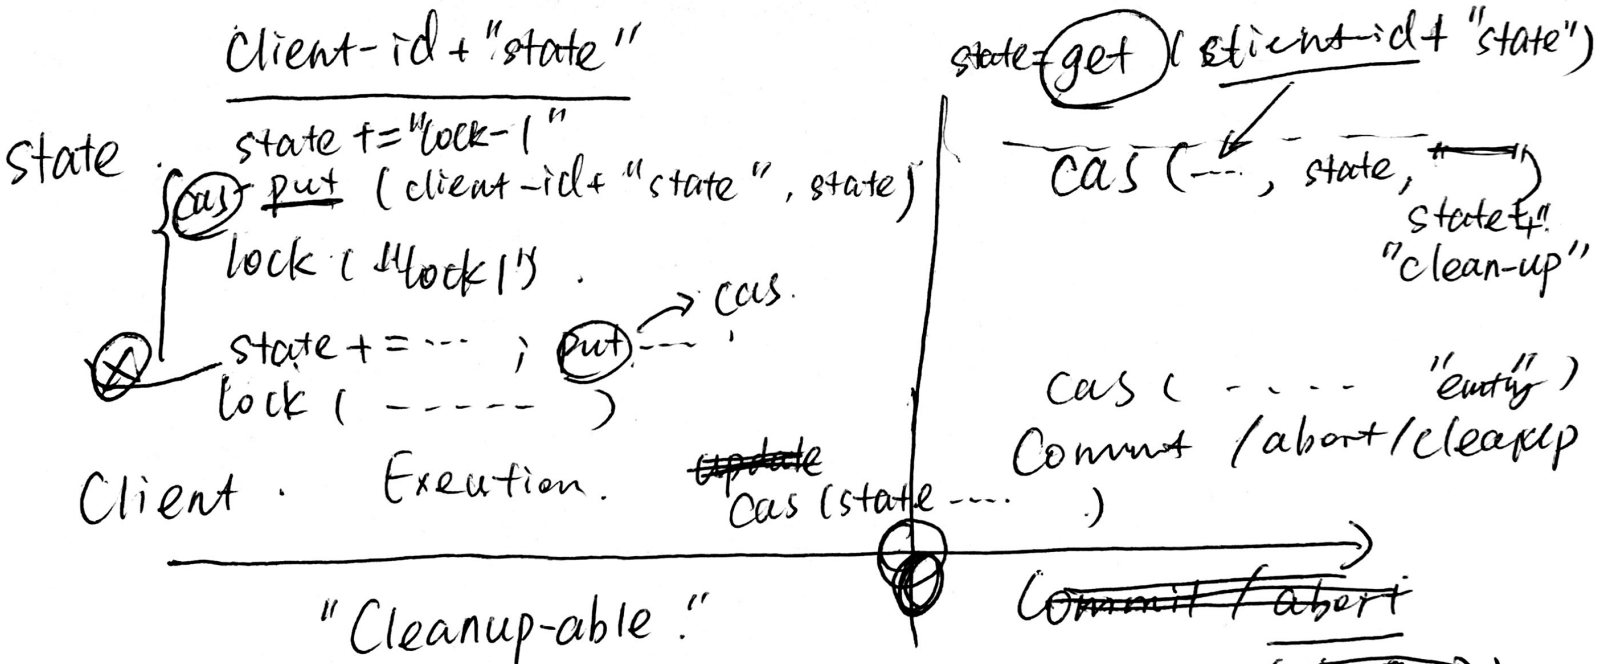 Client-id + "state"
state = get (client-id + "state")
state += "lock-1"
state
cas put (client-id + "state", state)
cas (---, state, " ")
state +
"clean-up"
lock ("lock1")
cas
state += --- ; put ----
lock ( ------ )
cas ( - - - - "empty")
Commit / abort / cleanup
Client Exeution. update
cas (state ---- )
"Cleanup-able."
Commit / abort